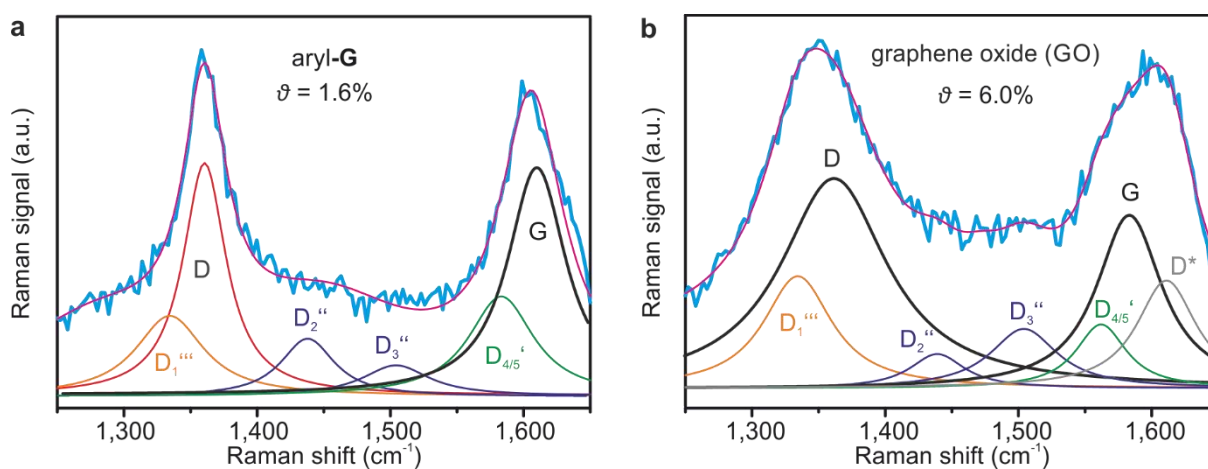 a
aryl-G
ϑ = 1.6%
D
G
D₁‴
D₂“
D₃“
D₄/₅‘
Raman signal (a.u.)
1,300 1,400 1,500 1,600
Raman shift (cm⁻¹)
b
graphene oxide (GO)
ϑ = 6.0%
D
G
D*
D₁‴
D₂“
D₃“
D₄/₅‘
Raman signal (a.u.)
1,300 1,400 1,500 1,600
Raman shift (cm⁻¹)